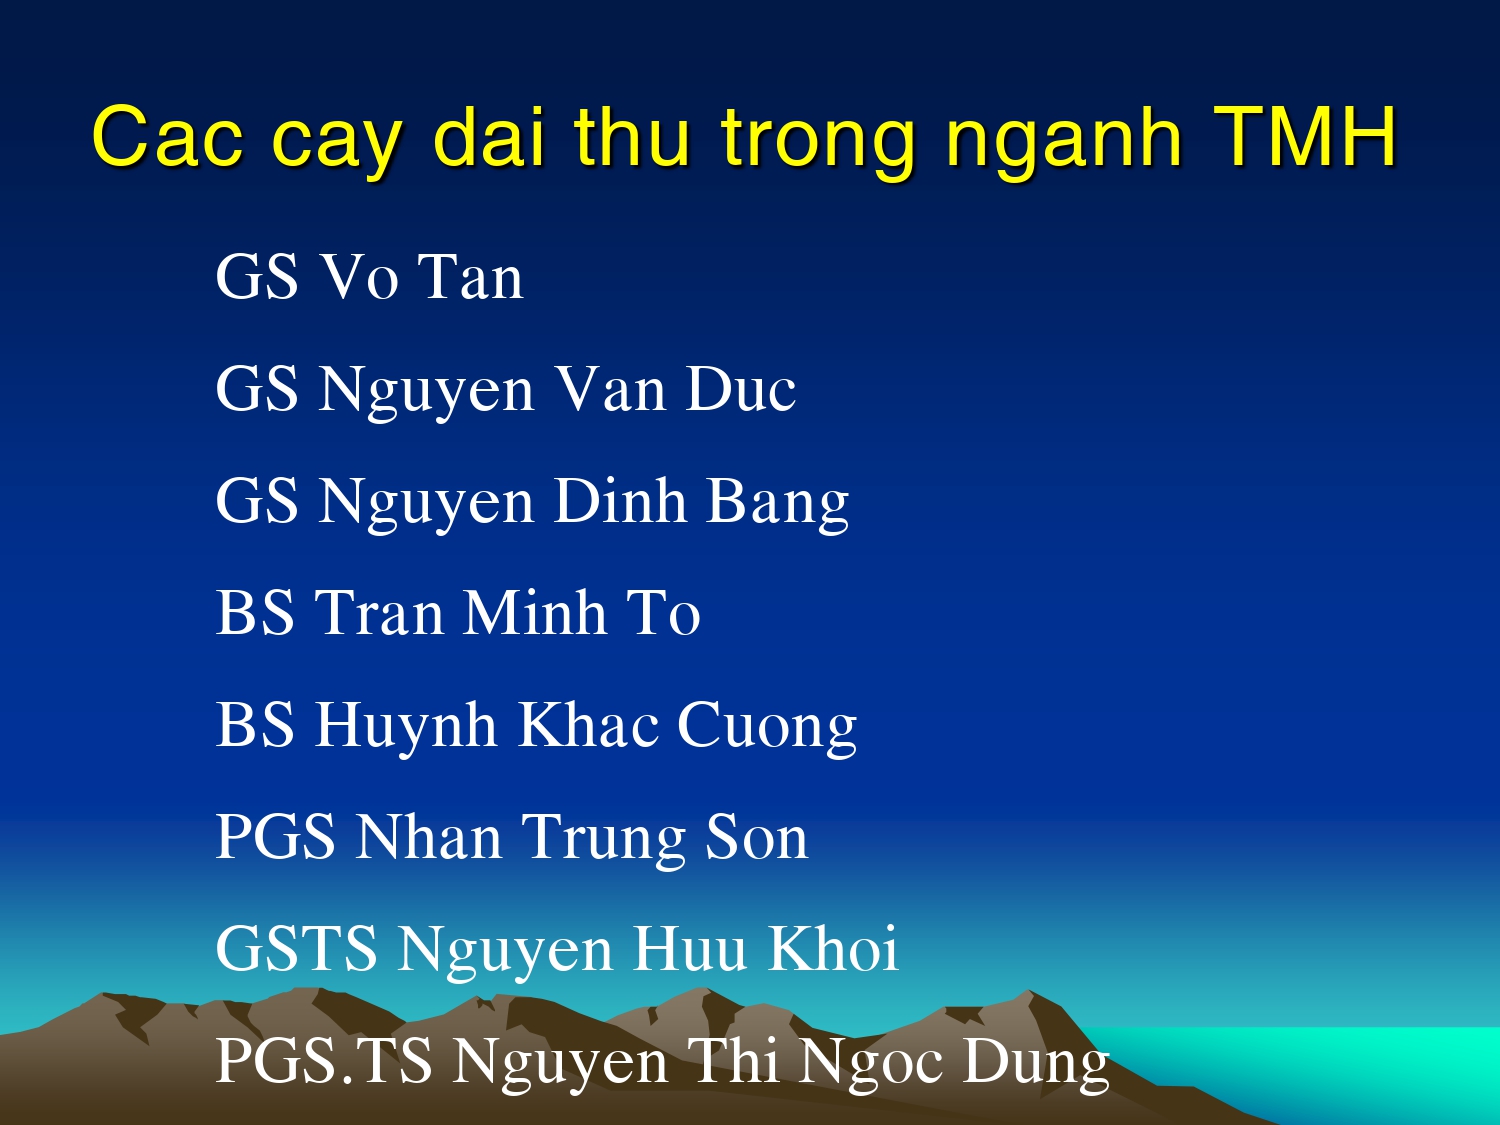 Cac cay dai thu trong nganh TMH
GS Vo Tan
GS Nguyen Van Duc
GS Nguyen Dinh Bang
BS Tran Minh To
BS Huynh Khac Cuong
PGS Nhan Trung Son
GSTS Nguyen Huu Khoi
PGS.TS Nguyen Thi Ngoc Dung